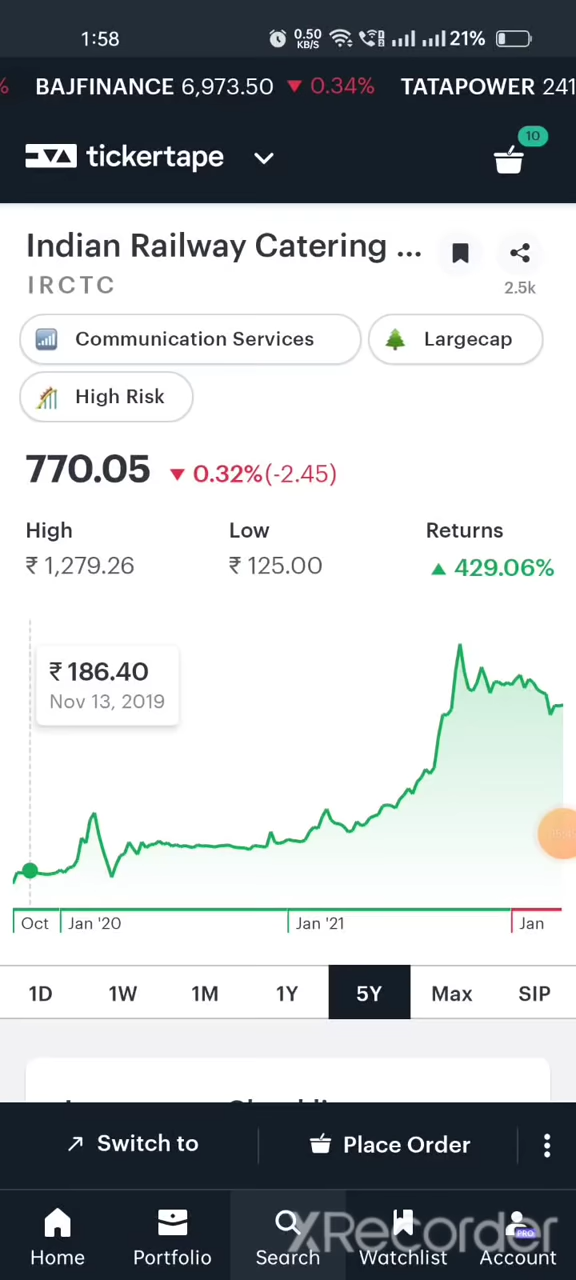 1:58 0.50 KB/S 21%
% BAJFINANCE 6,973.50 ▼ 0.34% TATAPOWER 241
tickertape 10
Indian Railway Catering ...
IRCTC 2.5k
Communication Services Largecap
High Risk
770.05 ▼ 0.32%(-2.45)
High Low Returns
₹ 1,279.26 ₹ 125.00 ▲ 429.06%
₹ 186.40
Nov 13, 2019
Oct Jan '20 Jan '21 Jan
1D 1W 1M 1Y 5Y Max SIP
Switch to Place Order
XRecorder
PRO
Home Portfolio Search Watchlist Account